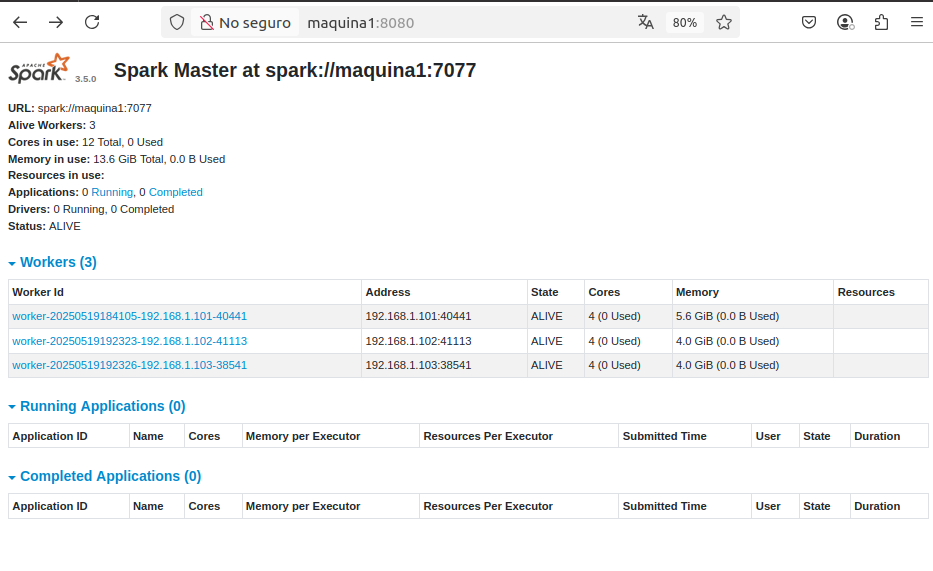 No seguro maquina1:8080 80%
APACHE Spark 3.5.0 Spark Master at spark://maquina1:7077
URL: spark://maquina1:7077
Alive Workers: 3
Cores in use: 12 Total, 0 Used
Memory in use: 13.6 GiB Total, 0.0 B Used
Resources in use:
Applications: 0 Running, 0 Completed
Drivers: 0 Running, 0 Completed
Status: ALIVE
Workers (3)
Worker Id Address State Cores Memory Resources
worker-20250519184105-192.168.1.101-40441 192.168.1.101:40441 ALIVE 4 (0 Used) 5.6 GiB (0.0 B Used)
worker-20250519192323-192.168.1.102-41113 192.168.1.102:41113 ALIVE 4 (0 Used) 4.0 GiB (0.0 B Used)
worker-20250519192326-192.168.1.103-38541 192.168.1.103:38541 ALIVE 4 (0 Used) 4.0 GiB (0.0 B Used)
Running Applications (0)
Application ID Name Cores Memory per Executor Resources Per Executor Submitted Time User State Duration
Completed Applications (0)
Application ID Name Cores Memory per Executor Resources Per Executor Submitted Time User State Duration